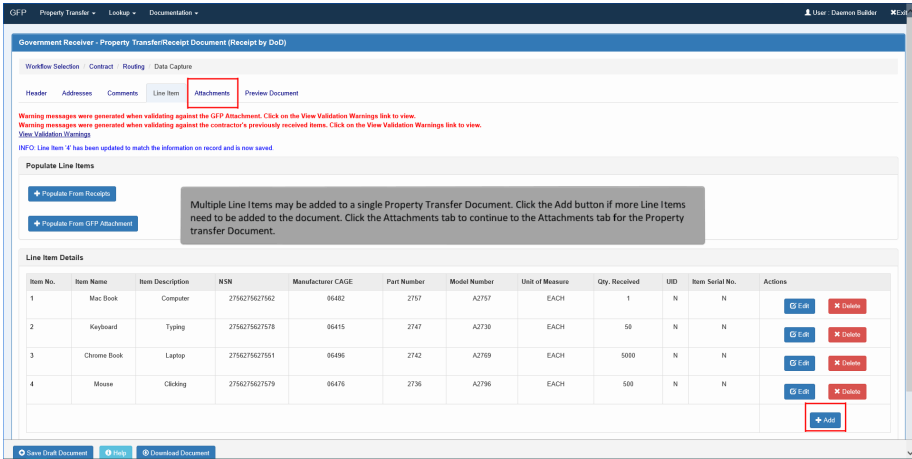 GFP Property Transfer Lookup Documentation User : Daemon Builder Exit
Government Receiver - Property Transfer/Receipt Document (Receipt by DoD)
Workflow Selection / Contract / Routing / Data Capture
Header Addresses Comments Line Item Attachments Preview Document
Warning messages were generated when validating against the GFP Attachment. Click on the View Validation Warnings link to view.
Warning messages were generated when validating against the contractor's previously received items. Click on the View Validation Warnings link to view.
View Validation Warnings
INFO: Line Item '4' has been updated to match the information on record and is now saved.
Populate Line Items
Populate From Receipts
Populate From GFP Attachment
Multiple Line Items may be added to a single Property Transfer Document. Click the Add button if more Line Items
need to be added to the document. Click the Attachments tab to continue to the Attachments tab for the Property
transfer Document.
Line Item Details
Item No. Item Name Item Description NSN Manufacturer CAGE Part Number Model Number Unit of Measure Qty. Received UID Item Serial No. Actions
1 Mac Book Computer 2756275627562 06482 2757 A2757 EACH 1 N N Edit Delete
2 Keyboard Typing 2756275627578 06415 2747 A2730 EACH 50 N N Edit Delete
3 Chrome Book Laptop 2756275627551 06496 2742 A2769 EACH 5000 N N Edit Delete
4 Mouse Clicking 2756275627579 06476 2736 A2796 EACH 500 N N Edit Delete
Add
Save Draft Document Help Download Document